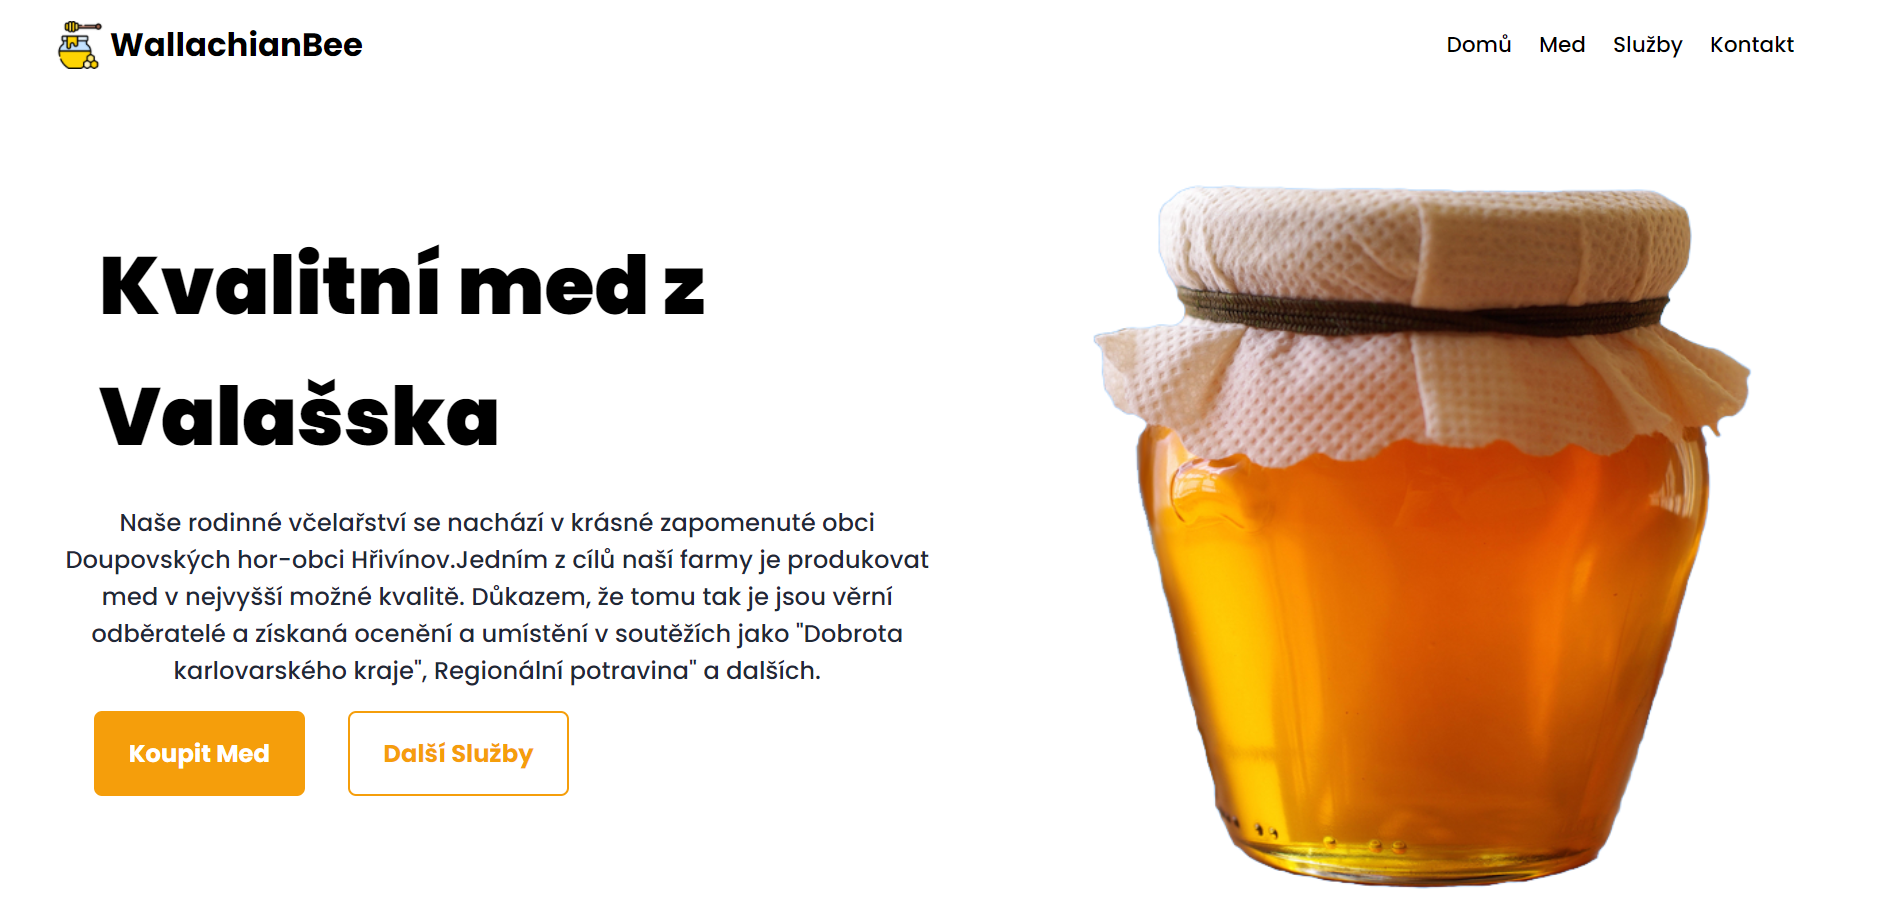 WallachianBee
Domů Med Služby Kontakt
Kvalitní med z
Valašska
Naše rodinné včelařství se nachází v krásné zapomenuté obci
Doupovských hor-obci Hřivínov.Jedním z cílů naší farmy je produkovat
med v nejvyšší možné kvalitě. Důkazem, že tomu tak je jsou věrní
odběratelé a získaná ocenění a umístění v soutěžích jako "Dobrota
karlovarského kraje", Regionální potravina" a dalších.
Koupit Med
Další Služby